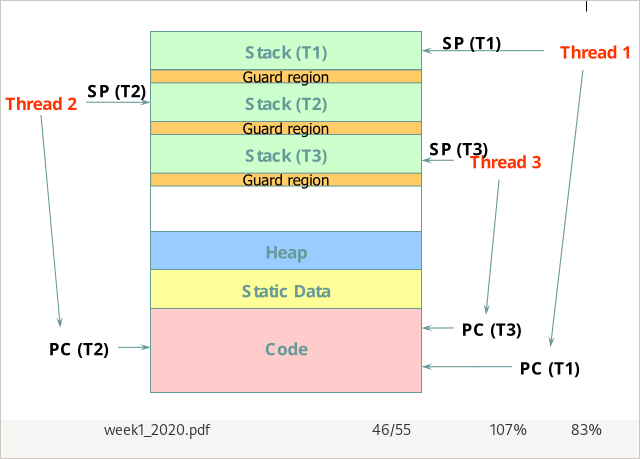 SP (T1)
Stack (T1)
Thread 1
Guard region
SP (T2)
Thread 2
Stack (T2)
Guard region
SP (T3)
Stack (T3)
Thread 3
Guard region
Heap
Static Data
PC (T3)
PC (T2)
Code
PC (T1)
week1_2020.pdf 46/55 107% 83%